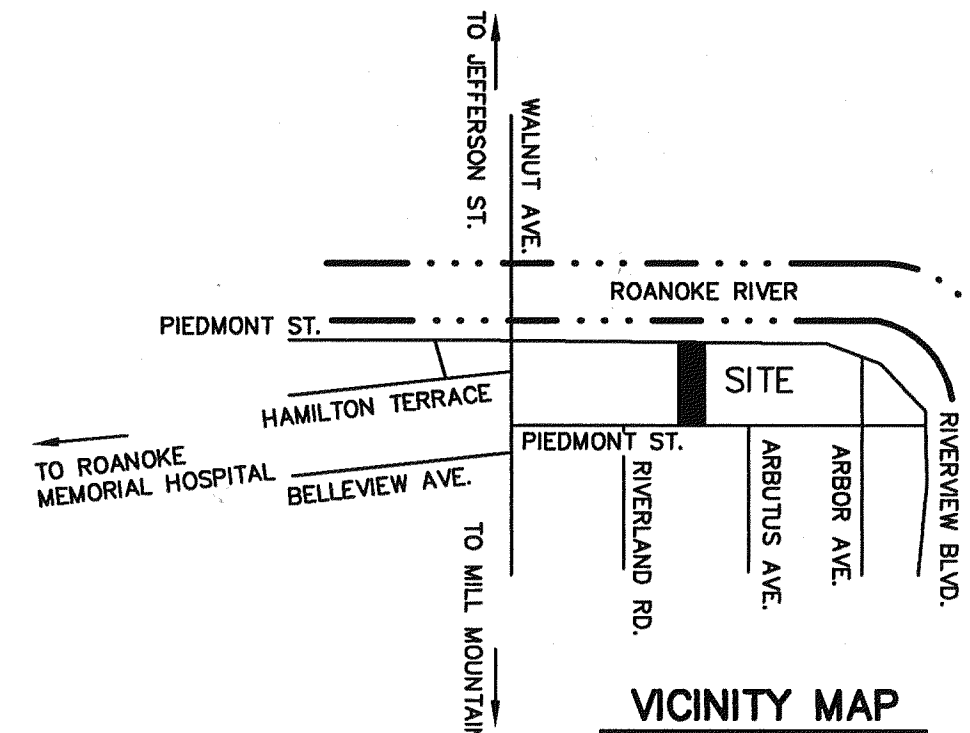 TO JEFFERSON ST.
WALNUT AVE.
ROANOKE RIVER
PIEDMONT ST.
SITE
HAMILTON TERRACE
PIEDMONT ST.
TO ROANOKE
MEMORIAL HOSPITAL
BELLEVIEW AVE.
RIVERLAND RD.
ARBUTUS AVE.
ARBOR AVE.
RIVERVIEW BLVD.
TO MILL MOUNTAIN
VICINITY MAP